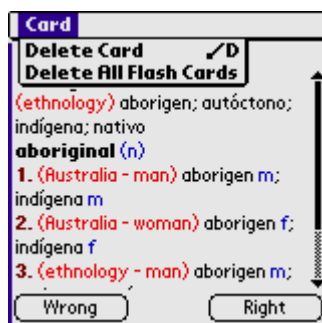 Card
Delete Card /D
Delete All Flash Cards
(ethnology) aborigen; autóctono;
indígena; nativo
aboriginal (n)
1. (Australia - man) aborigen m;
indígena m
2. (Australia - woman) aborigen f;
indígena f
3. (ethnology - man) aborigen m;
Wrong Right